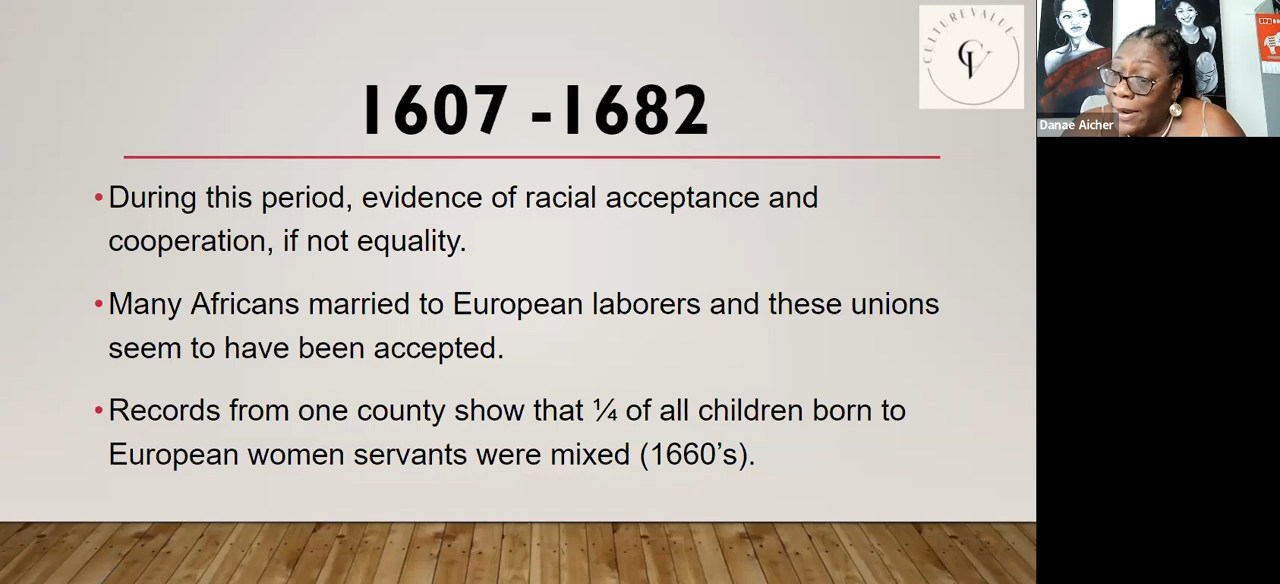 CULTUREVALUE
CV
1607 -1682
•During this period, evidence of racial acceptance and
cooperation, if not equality.
•Many Africans married to European laborers and these unions
seem to have been accepted.
•Records from one county show that ¼ of all children born to
European women servants were mixed (1660’s).
Danae Aicher